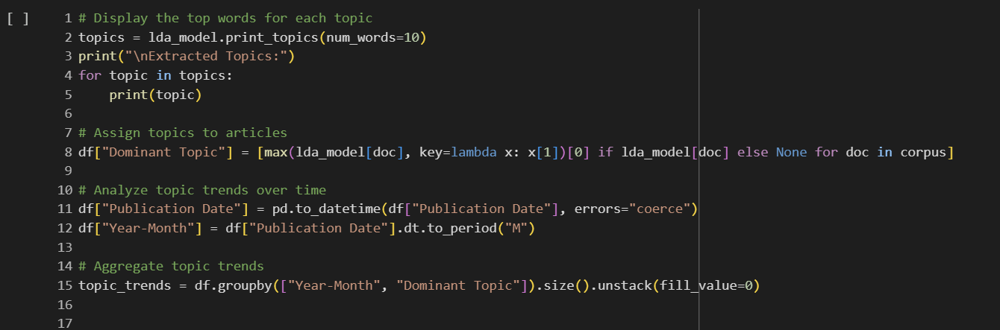 [ ]
1 # Display the top words for each topic
2 topics = lda_model.print_topics(num_words=10)
3 print("\nExtracted Topics:")
4 for topic in topics:
5     print(topic)
6
7 # Assign topics to articles
8 df["Dominant Topic"] = [max(lda_model[doc], key=lambda x: x[1])[0] if lda_model[doc] else None for doc in corpus]
9
10 # Analyze topic trends over time
11 df["Publication Date"] = pd.to_datetime(df["Publication Date"], errors="coerce")
12 df["Year-Month"] = df["Publication Date"].dt.to_period("M")
13
14 # Aggregate topic trends
15 topic_trends = df.groupby(["Year-Month", "Dominant Topic"]).size().unstack(fill_value=0)
16
17